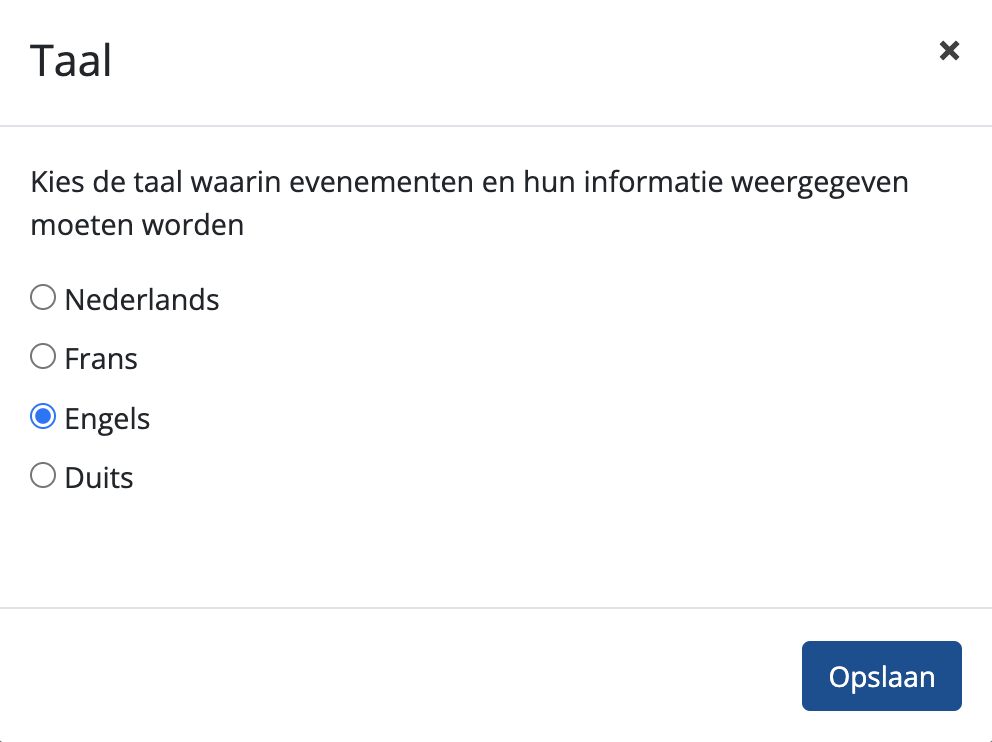 Taal
Kies de taal waarin evenementen en hun informatie weergegeven
moeten worden
Nederlands
Frans
Engels
Duits
Opslaan